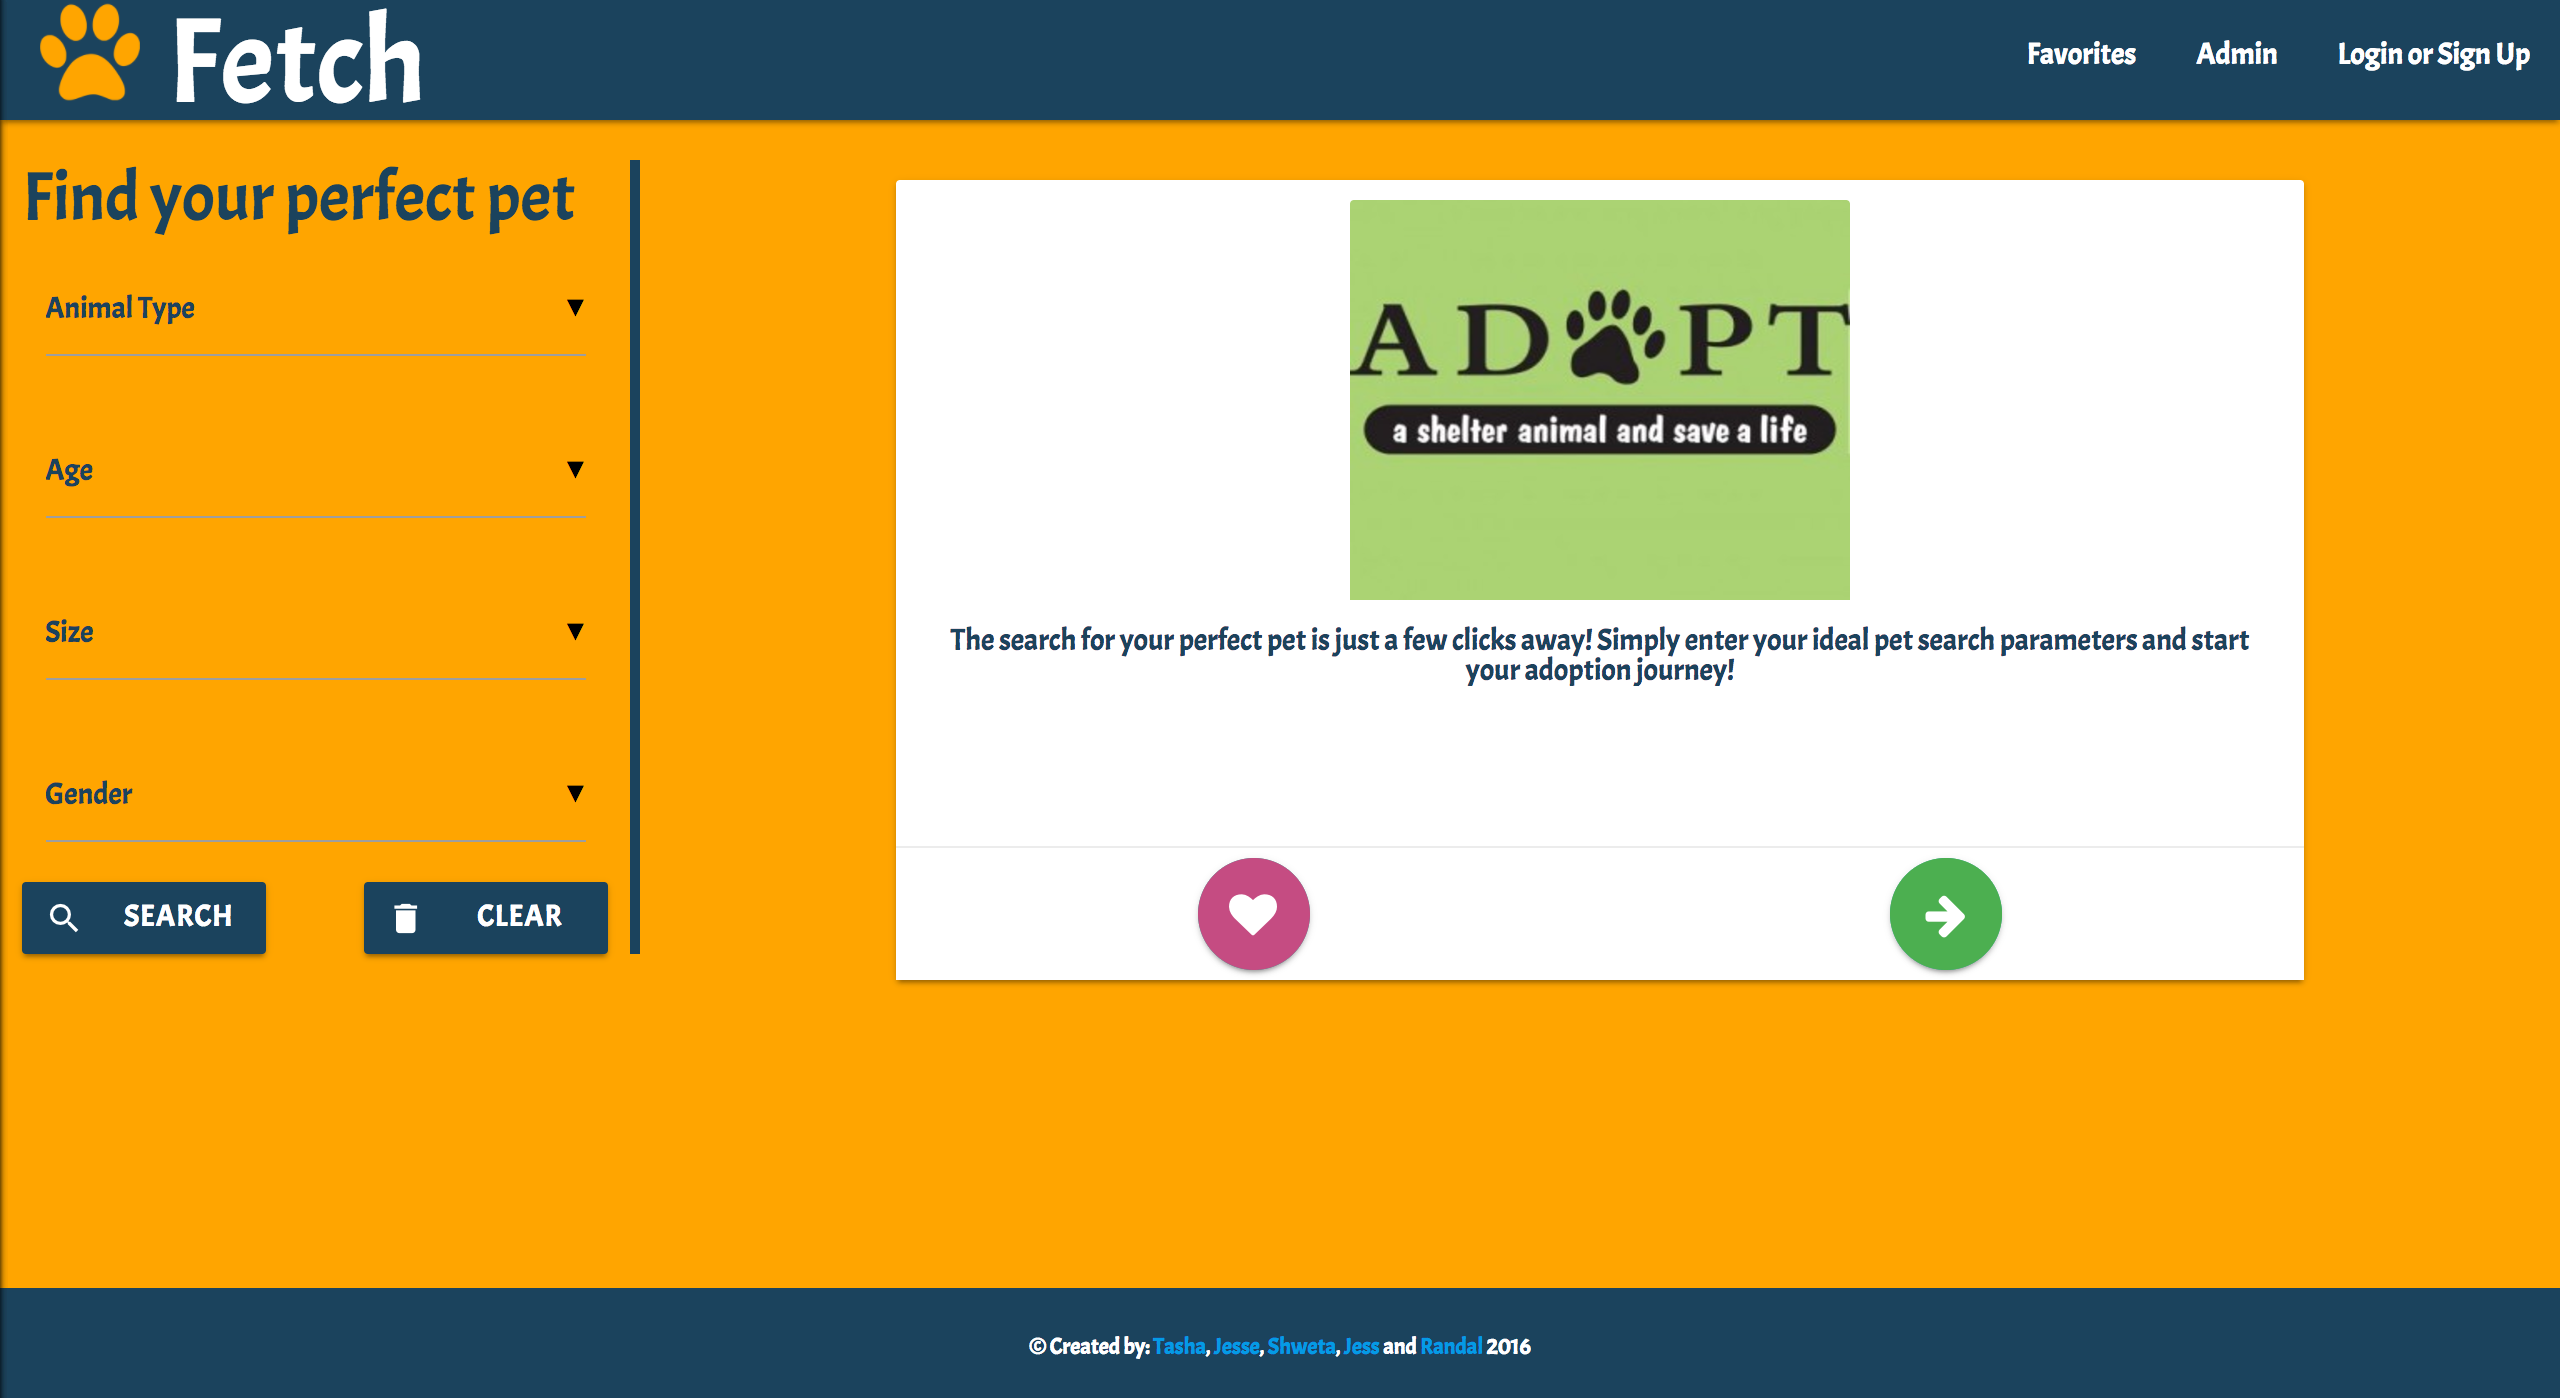 Fetch
Favorites Admin Login or Sign Up
Find your perfect pet
Animal Type
Age
Size
Gender
SEARCH CLEAR
ADOPT
a shelter animal and save a life
The search for your perfect pet is just a few clicks away! Simply enter your ideal pet search parameters and start
your adoption journey!
© Created by: Tasha, Jesse, Shweta, Jess and Randal 2016